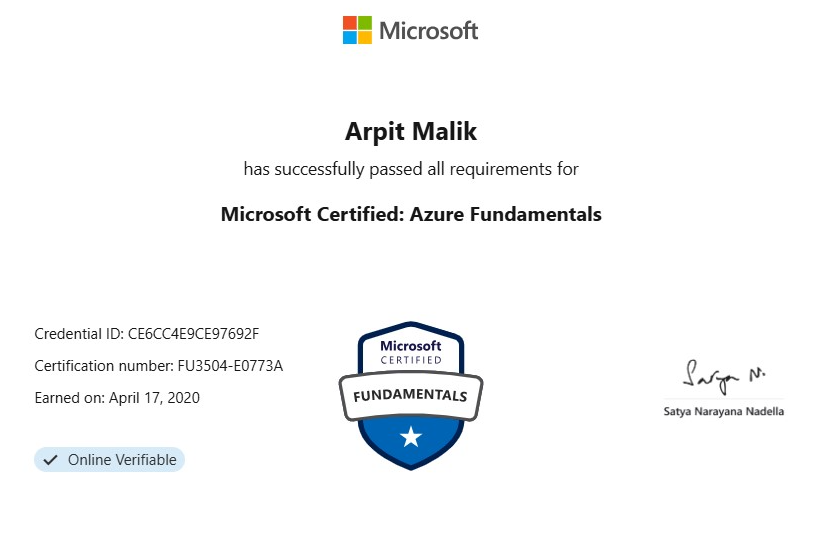 Microsoft
Arpit Malik
has successfully passed all requirements for
Microsoft Certified: Azure Fundamentals
Credential ID: CE6CC4E9CE97692F
Certification number: FU3504-E0773A
Earned on: April 17, 2020
Online Verifiable
Microsoft
CERTIFIED
FUNDAMENTALS
Satya N.
Satya Narayana Nadella